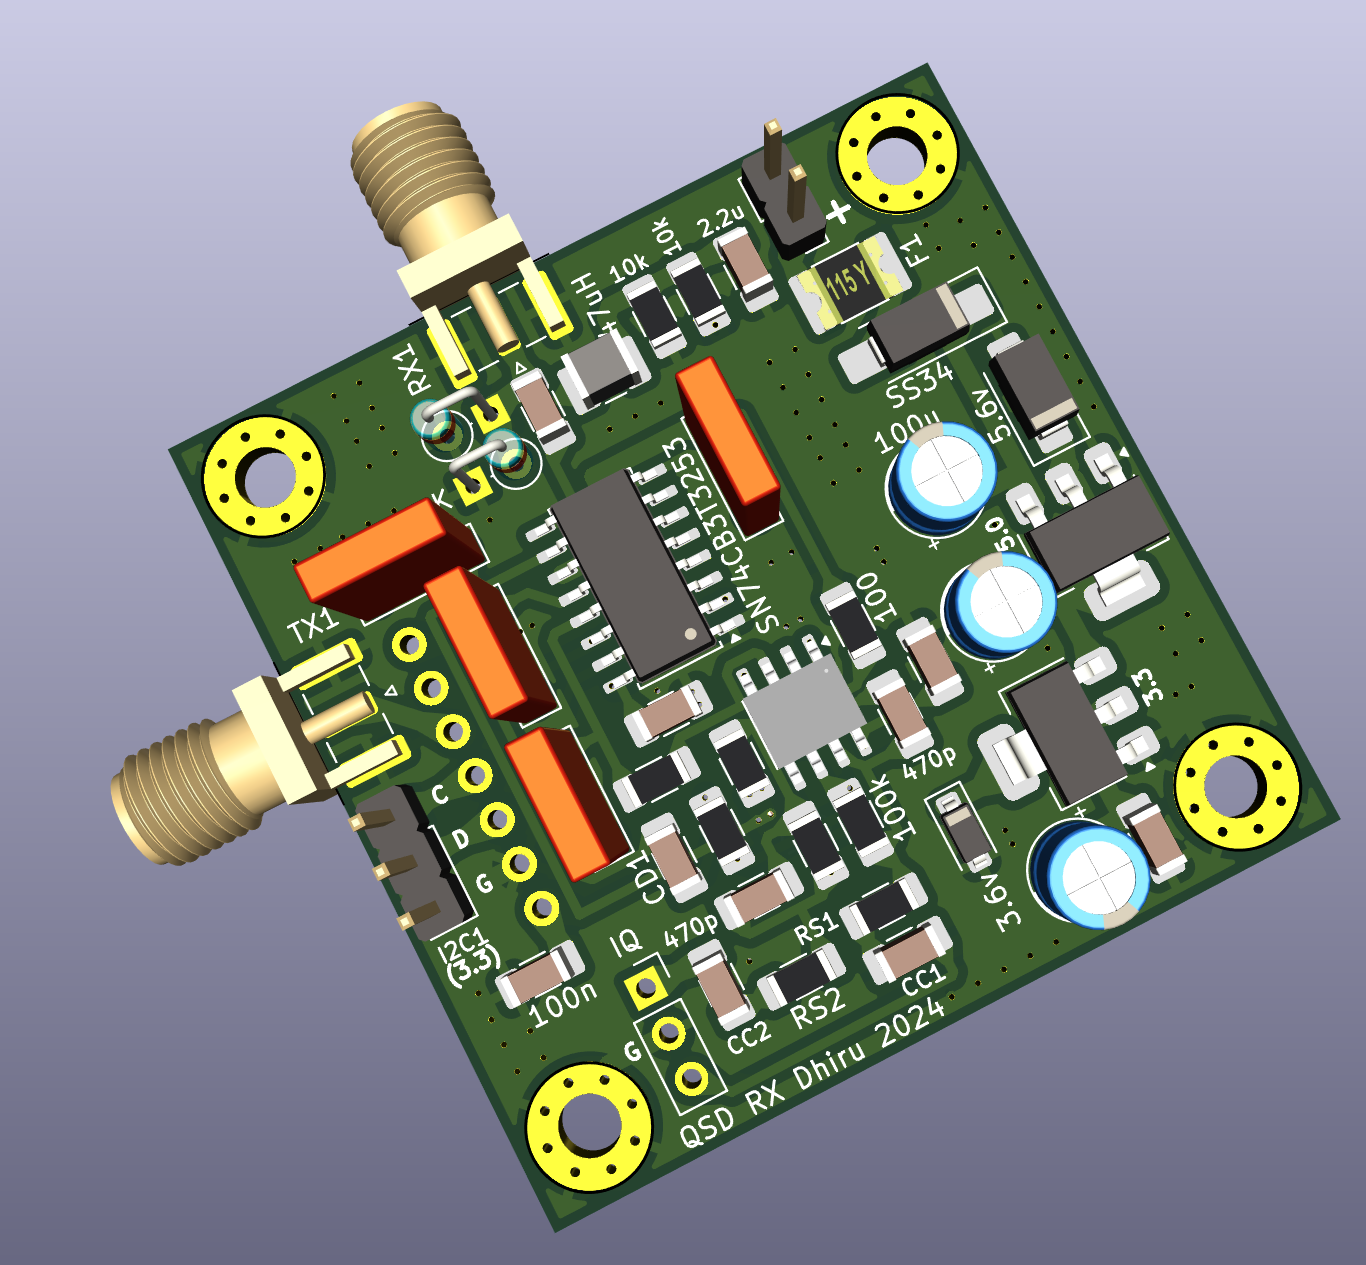 2.2u
10k
10k
47uH
+
F1
115Y
RX1
SS34
5.6v
100u
SN74CB3T3253
K
5.0
TX1
100
3.3
470p
100k
C
D
G
CD1
3.6v
I2C1
(3.3)
100n
IQ
470p
RS1
CC1
RS2
CC2
G
QSD RX Dhiru 2024